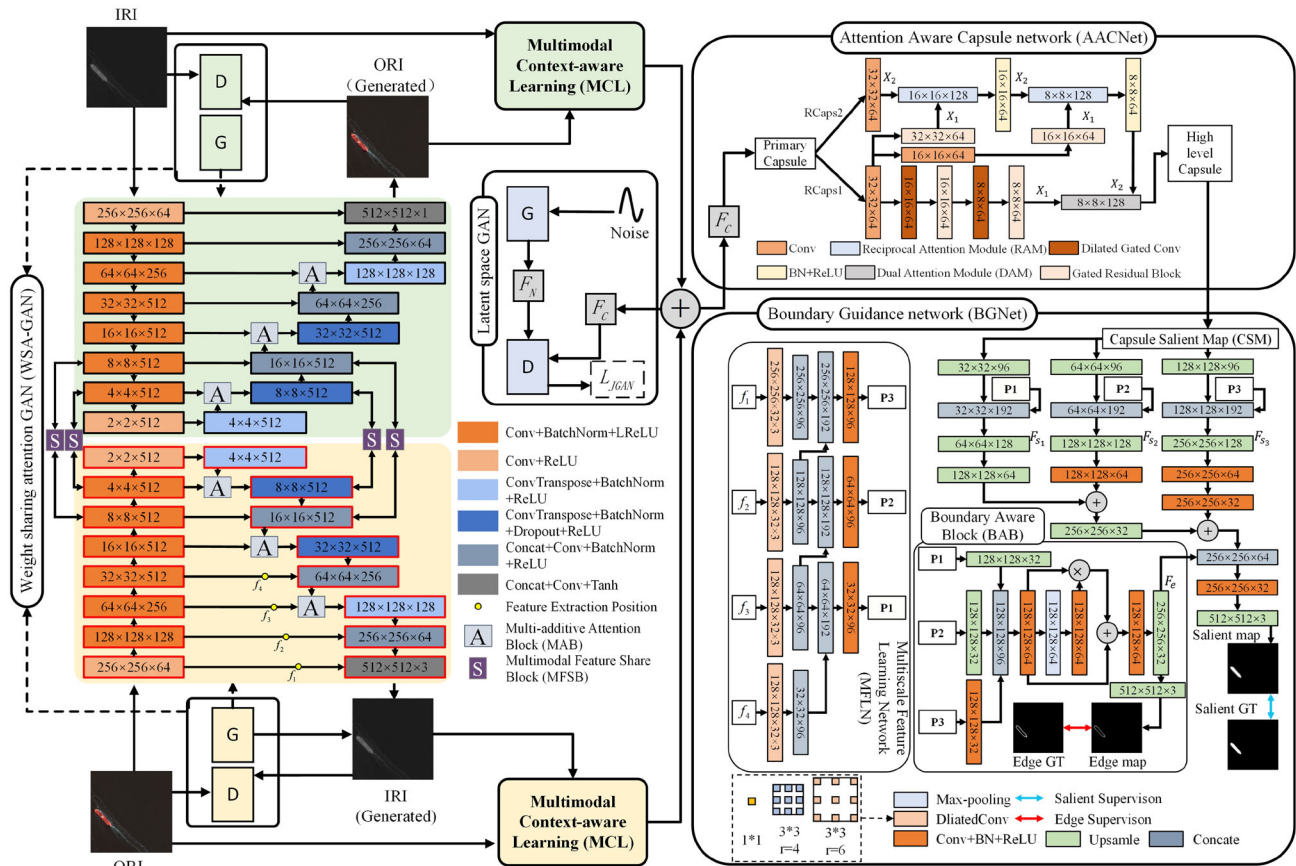 IRI
D
G
ORI
(Generated)
Multimodal
Context-aware
Learning (MCL)
Weight sharing attention GAN (WSA-GAN)
256×256×64
512×512×1
128×128×128
256×256×64
64×64×256
A
128×128×128
32×32×512
64×64×256
16×16×512
A
32×32×512
8×8×512
16×16×512
4×4×512
A
8×8×512
2×2×512
4×4×512
S
S
S
S
2×2×512
4×4×512
4×4×512
A
8×8×512
8×8×512
16×16×512
16×16×512
A
32×32×512
32×32×512
f4
64×64×256
64×64×256
f3
A
128×128×128
128×128×128
f2
256×256×64
256×256×64
f1
512×512×3
G
D
IRI
(Generated)
ORI
Multimodal
Context-aware
Learning (MCL)
Latent space GAN
G
Noise
F_N
F_C
D
L_JGAN
+
F_C
Conv+BatchNorm+LReLU
Conv+ReLU
ConvTranspose+BatchNorm
+ReLU
ConvTranspose+BatchNorm
+Dropout+ReLU
Concat+Conv+BatchNorm
+ReLU
Concat+Conv+Tanh
Feature Extraction Position
A
Multi-additive Attention
Block (MAB)
S
Multimodal Feature Share
Block (MFSB)
Attention Aware Capsule network (AACNet)
Primary
Capsule
RCaps2
RCaps1
32×32×64
X2
16×16×128
16×16×64
X2
8×8×128
8×8×64
X1
X1
32×32×64
16×16×64
16×16×64
32×32×64
16×16×64
16×16×64
8×8×64
8×8×64
X1
X2
8×8×128
High
level
Capsule
Conv
Reciprocal Attention Module (RAM)
Dilated Gated Conv
BN+ReLU
Dual Attention Module (DAM)
Gated Residual Block
Boundary Guidance network (BGNet)
f1
256×256×32×3
256×256×96
256×256×192
128×128×96
P3
f2
128×128×32×3
128×128×96
128×128×192
64×64×96
P2
f3
128×128×32×3
64×64×96
64×64×192
32×32×96
P1
f4
128×128×32×3
32×32×96
Multiscale Feature
Learning Network
(MFLN)
1*1
3*3
r=4
3*3
r=6
Capsule Salient Map (CSM)
32×32×96
64×64×96
128×128×96
P1
P2
P3
32×32×192
64×64×192
128×128×192
Fs1
Fs2
Fs3
64×64×128
128×128×128
256×256×128
128×128×64
128×128×64
256×256×64
256×256×32
+
256×256×32
+
256×256×64
256×256×32
512×512×3
Salient map
Salient GT
Boundary Aware
Block (BAB)
P1
128×128×32
P2
128×128×32
128×128×96
128×128×64
128×128×64
128×128×64
×
+
128×128×64
256×256×32
F_e
512×512×3
P3
128×128×32
Edge GT
Edge map
Max-pooling
Salient Supervision
DliatedConv
Edge Supervision
Conv+BN+ReLU
Upsamle
Concate